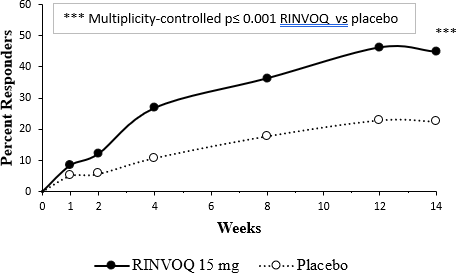 60
*** Multiplicity-controlled p≤ 0.001 RINVOQ vs placebo
***
50
40
30
20
10
0
Percent Responders
0 1 2 4 6 8 10 12 14
Weeks
RINVOQ 15 mg Placebo